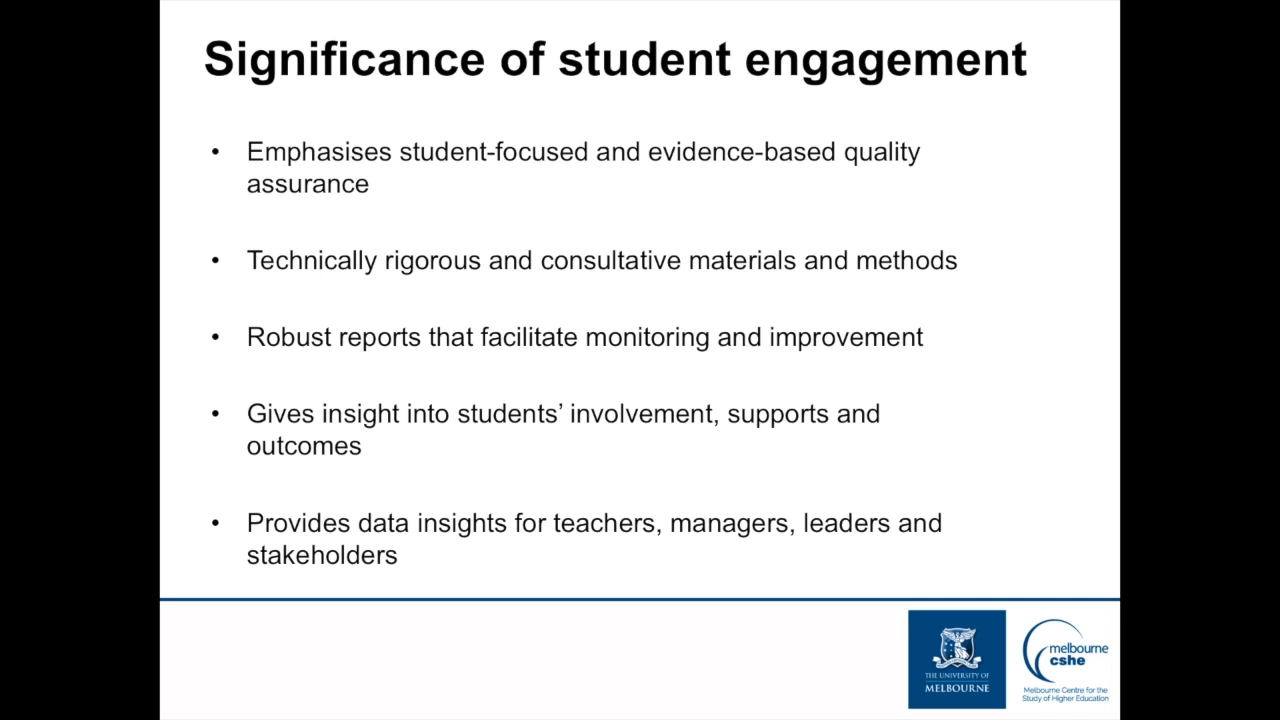 Significance of student engagement
• Emphasises student-focused and evidence-based quality
assurance
• Technically rigorous and consultative materials and methods
• Robust reports that facilitate monitoring and improvement
• Gives insight into students’ involvement, supports and
outcomes
• Provides data insights for teachers, managers, leaders and
stakeholders
THE UNIVERSITY OF
MELBOURNE
melbourne
cshe
Melbourne Centre for the
Study of Higher Education